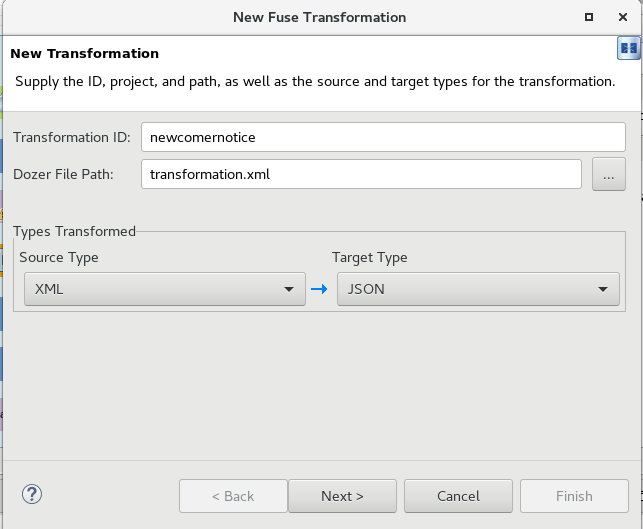 New Fuse Transformation
New Transformation
Supply the ID, project, and path, as well as the source and target types for the transformation.
Transformation ID: newcomernotice
Dozer File Path: transformation.xml ...
Types Transformed
Source Type Target Type
XML JSON
? < Back Next > Cancel Finish